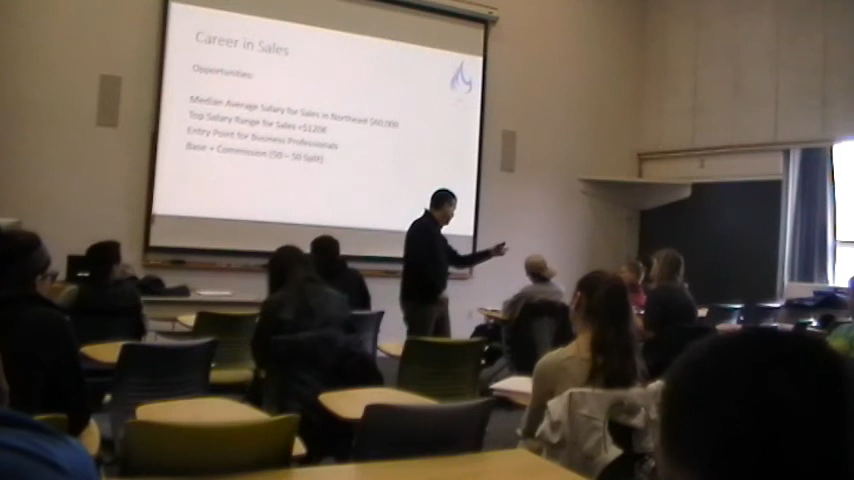 Career in Sales
Opportunities:
Median Average Salary for Sales in Northeast $60,000
Top Salary Range for Sales +$120K
Entry Point for Business Professionals
Base + Commission (50 – 50 Split)